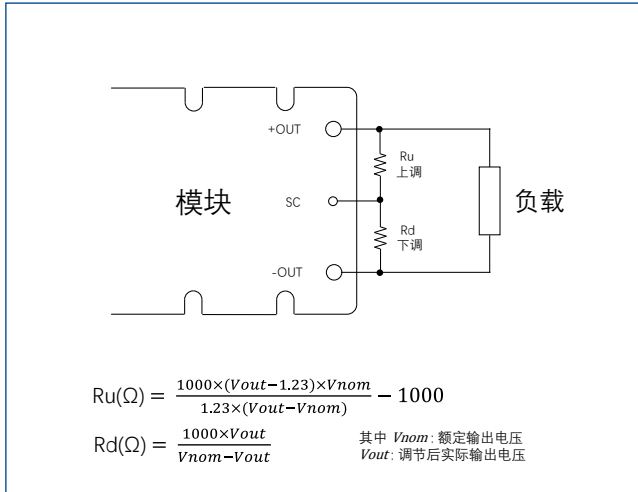 +OUT
Ru
上调
模块
SC
负载
Rd
下调
-OUT
Ru(Ω) = \frac{1000×(Vout−1.23)×Vnom}{1.23×(Vout−Vnom)} − 1000
Rd(Ω) = \frac{1000×Vout}{Vnom−Vout}
其中 Vnom: 额定输出电压
Vout: 调节后实际输出电压